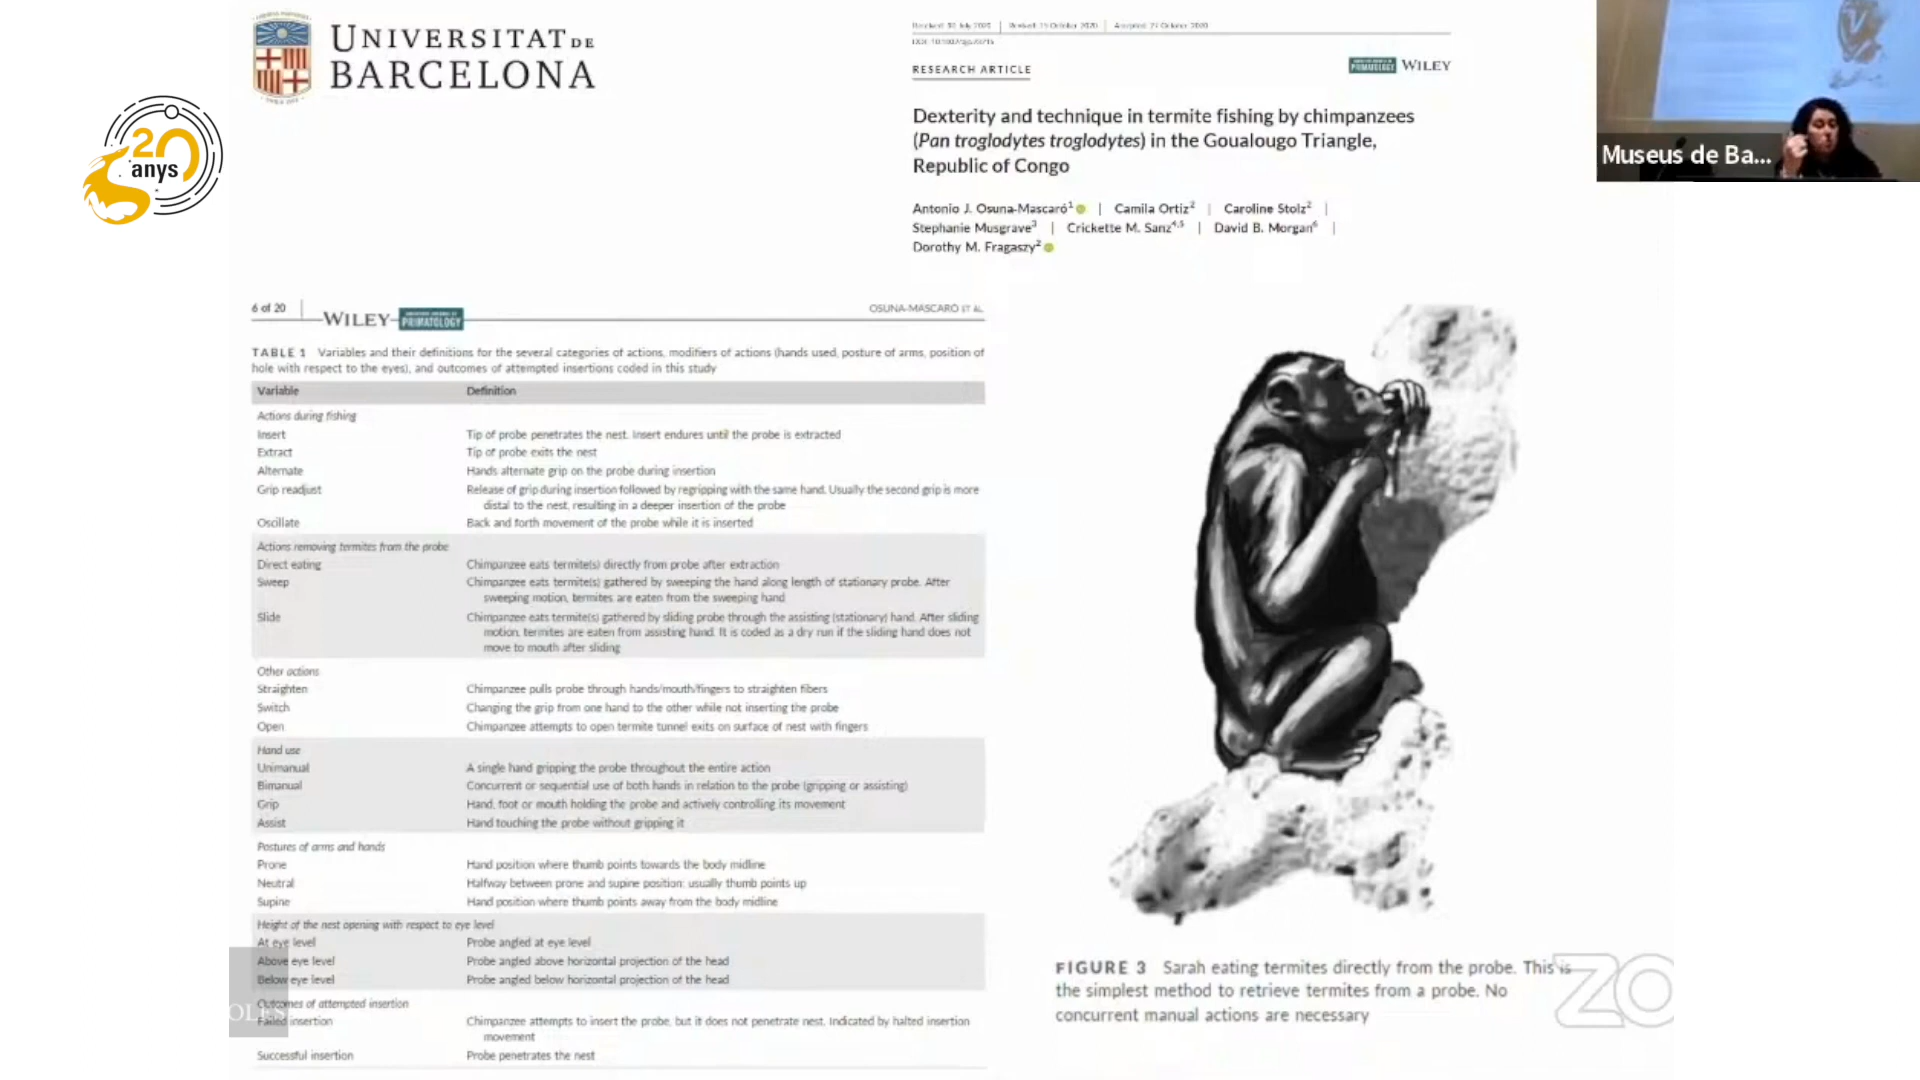 UNIVERSITAT DE
BARCELONA
20
anys
RESEARCH ARTICLE
PRIMATOLOGY WILEY
Dexterity and technique in termite fishing by chimpanzees
(Pan troglodytes troglodytes) in the Goualougo Triangle,
Republic of Congo
Antonio J. Osuna-Mascaró1 | Camila Ortiz2 | Caroline Stolz2 |
Stephanie Musgrave3 | Crickette M. Sanz4,5 | David B. Morgan6 |
Dorothy M. Fragaszy2
Museus de Ba...
6 of 20
WILEY PRIMATOLOGY
OSUNA-MASCARÓ ET AL.
TABLE 1 Variables and their definitions for the several categories of actions, modifiers of actions (hands used, posture of arms, position of
hole with respect to the eyes), and outcomes of attempted insertions coded in this study
Variable Definition
Actions during fishing
Insert Tip of probe penetrates the nest. Insert endures until the probe is extracted
Extract Tip of probe exits the nest
Alternate Hands alternate grip on the probe during insertion
Grip readjust Release of grip during insertion followed by regripping with the same hand. Usually the second grip is more
distal to the nest, resulting in a deeper insertion of the probe
Oscillate Back and forth movement of the probe while it is inserted
Actions removing termites from the probe
Direct eating Chimpanzee eats termite(s) directly from probe after extraction
Sweep Chimpanzee eats termite(s) gathered by sweeping the hand along length of stationary probe. After
sweeping motion, termites are eaten from the sweeping hand
Slide Chimpanzee eats termite(s) gathered by sliding probe through the assisting (stationary) hand. After sliding
motion, termites are eaten from assisting hand. It is coded as a dry run if the sliding hand does not
move to mouth after sliding
Other actions
Straighten Chimpanzee pulls probe through hands/mouth/fingers to straighten fibers
Switch Changing the grip from one hand to the other while not inserting the probe
Open Chimpanzee attempts to open termite tunnel exits on surface of nest with fingers
Hand use
Unimanual A single hand gripping the probe throughout the entire action
Bimanual Concurrent or sequential use of both hands in relation to the probe (gripping or assisting)
Grip Hand, foot or mouth holding the probe and actively controlling its movement
Assist Hand touching the probe without gripping it
Postures of arms and hands
Prone Hand position where thumb points towards the body midline
Neutral Halfway between prone and supine position; usually thumb points up
Supine Hand position where thumb points away from the body midline
Height of the nest opening with respect to eye level
At eye level Probe angled at eye level
Above eye level Probe angled above horizontal projection of the head
Below eye level Probe angled below horizontal projection of the head
Outcomes of attempted insertion
Failed insertion Chimpanzee attempts to insert the probe, but it does not penetrate nest. Indicated by halted insertion
movement
Successful insertion Probe penetrates the nest
FIGURE 3 Sarah eating termites directly from the probe. This is
the simplest method to retrieve termites from a probe. No
concurrent manual actions are necessary
ZO